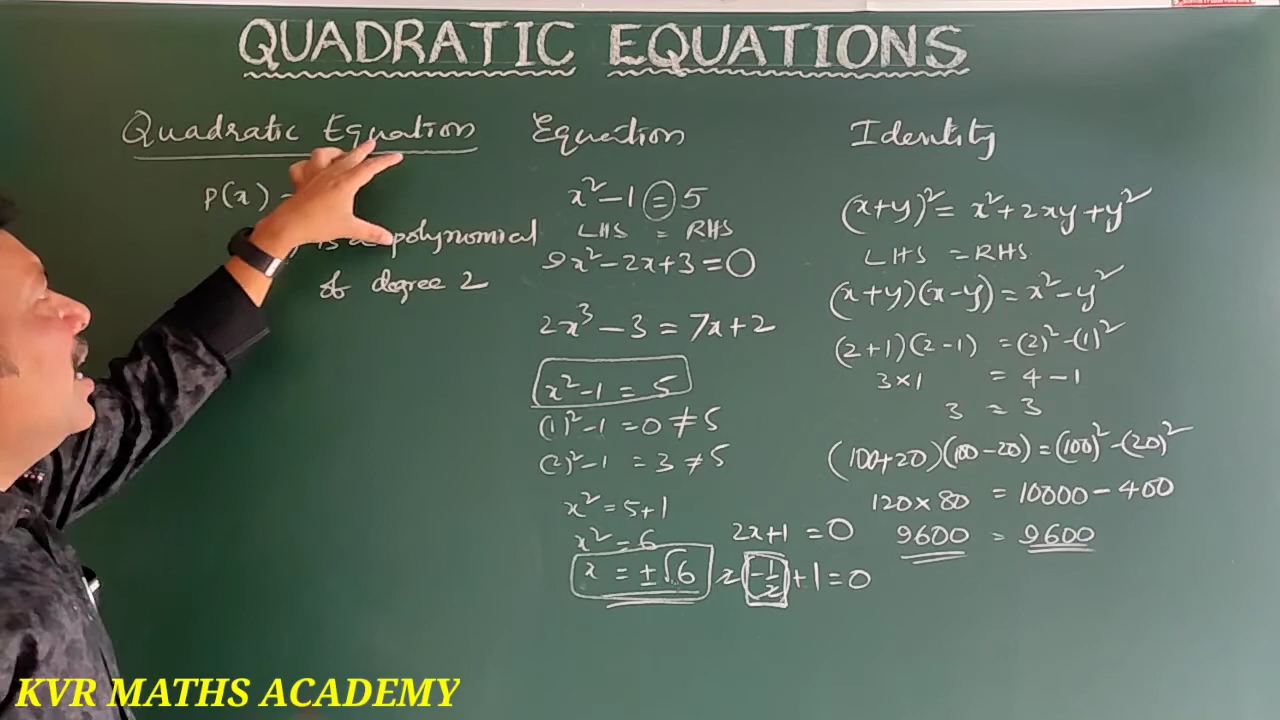 QUADRATIC EQUATIONS
Quadratic Equation
P(x) =
is a polynomial
of degree 2
Equation
x² - 1 = 5
LHS = RHS
9x² - 2x + 3 = 0
2x³ - 3 = 7x + 2
x² - 1 = 5
(1)² - 1 = 0 ≠ 5
(2)² - 1 = 3 ≠ 5
x² = 5 + 1
x² = 6
x = ±√6
2x + 1 = 0
2(-1/2) + 1 = 0
Identity
(x+y)² = x² + 2xy + y²
LHS = RHS
(x+y)(x-y) = x² - y²
(2+1)(2-1) = (2)² - (1)²
3 × 1 = 4 - 1
3 = 3
(100+20)(100-20) = (100)² - (20)²
120 × 80 = 10000 - 400
9600 = 9600
KVR MATHS ACADEMY